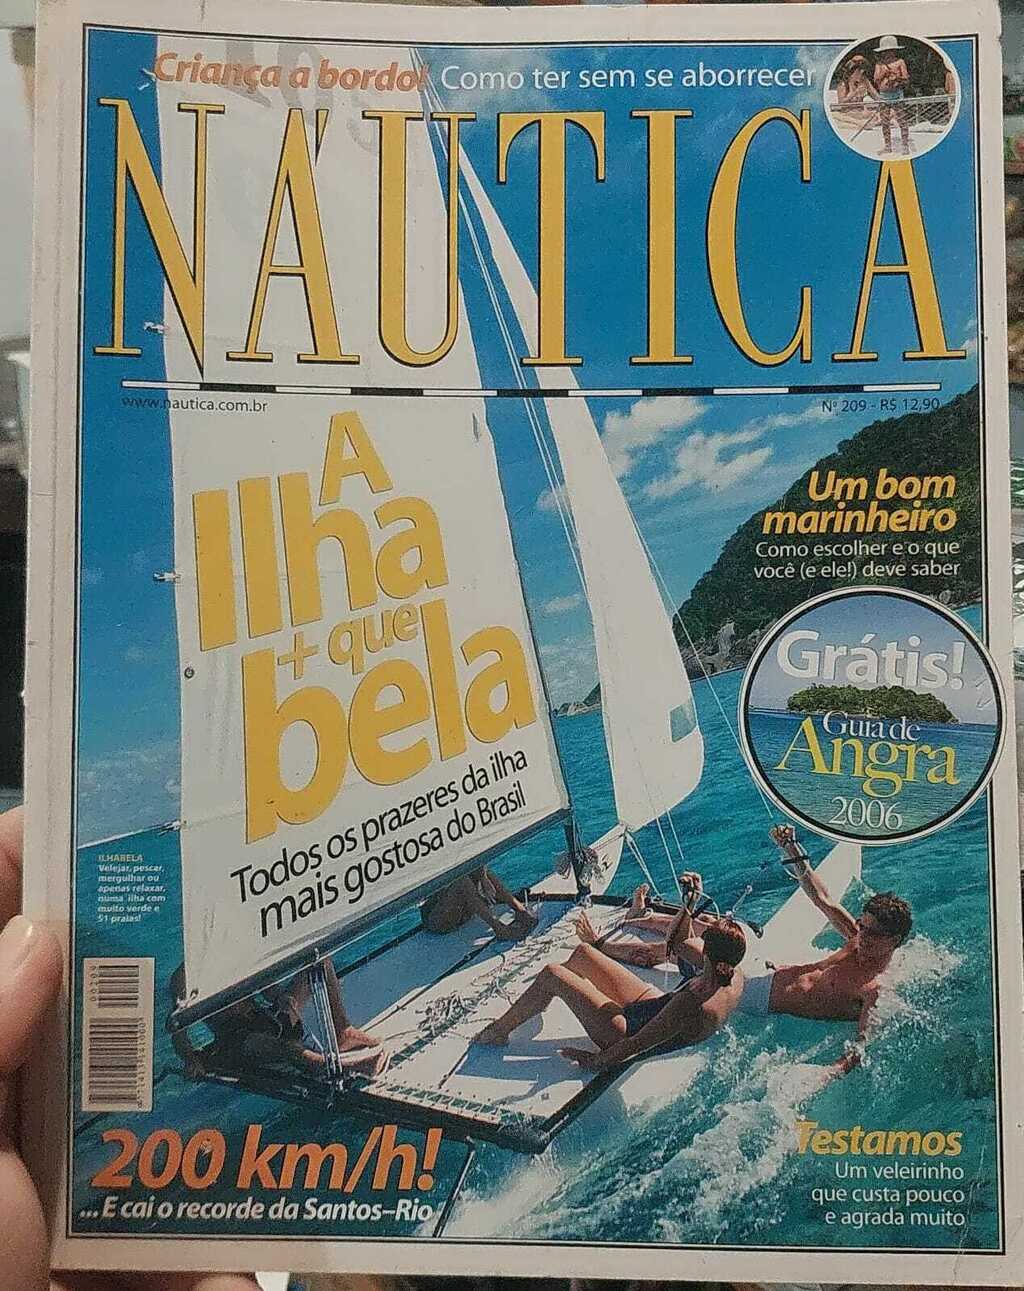 Criança a bordo! Como ter sem se aborrecer
NÁUTICA
www.nautica.com.br
Nº 209 - R$ 12,90
A
Ilha
+ que
bela
Todos os prazeres da ilha
mais gostosa do Brasil
Um bom
marinheiro
Como escolher e o que
você (e ele!) deve saber
Grátis!
Guia de
Angra
2006
ILHABELA
Velejar, pescar,
mergulhar ou
apenas relaxar,
numa ilha com
muito verde e
51 praias!
00209
200 km/h!
... E cai o recorde da Santos–Rio
Testamos
Um veleirinho
que custa pouco
e agrada muito